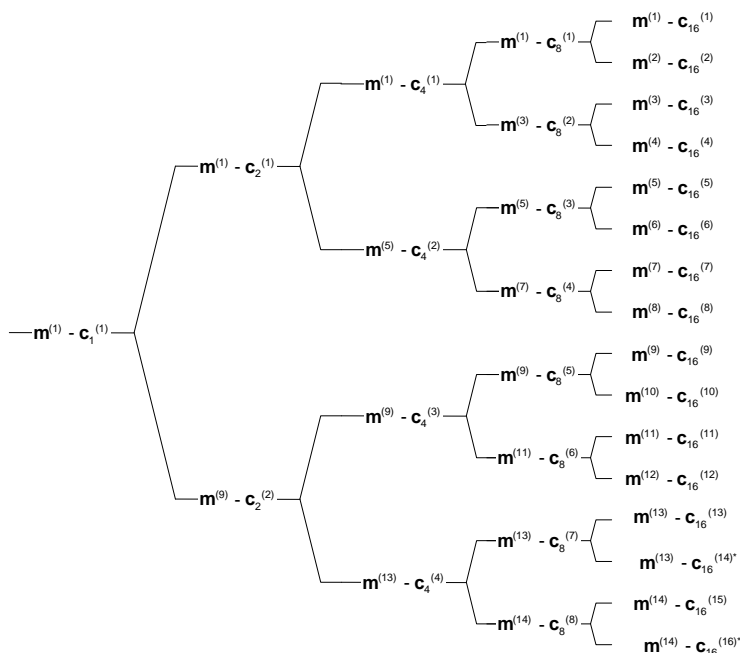 m(1) - c16(1)
m(1) - c8(1)
m(2) - c16(2)
m(1) - c4(1)
m(3) - c16(3)
m(3) - c8(2)
m(4) - c16(4)
m(1) - c2(1)
m(5) - c16(5)
m(5) - c8(3)
m(6) - c16(6)
m(5) - c4(2)
m(7) - c16(7)
m(7) - c8(4)
m(8) - c16(8)
m(1) - c1(1)
m(9) - c16(9)
m(9) - c8(5)
m(10) - c16(10)
m(9) - c4(3)
m(11) - c16(11)
m(11) - c8(6)
m(12) - c16(12)
m(9) - c2(2)
m(13) - c16(13)
m(13) - c8(7)
m(13) - c16(14)*
m(13) - c4(4)
m(14) - c16(15)
m(14) - c8(8)
m(14) - c16(16)*